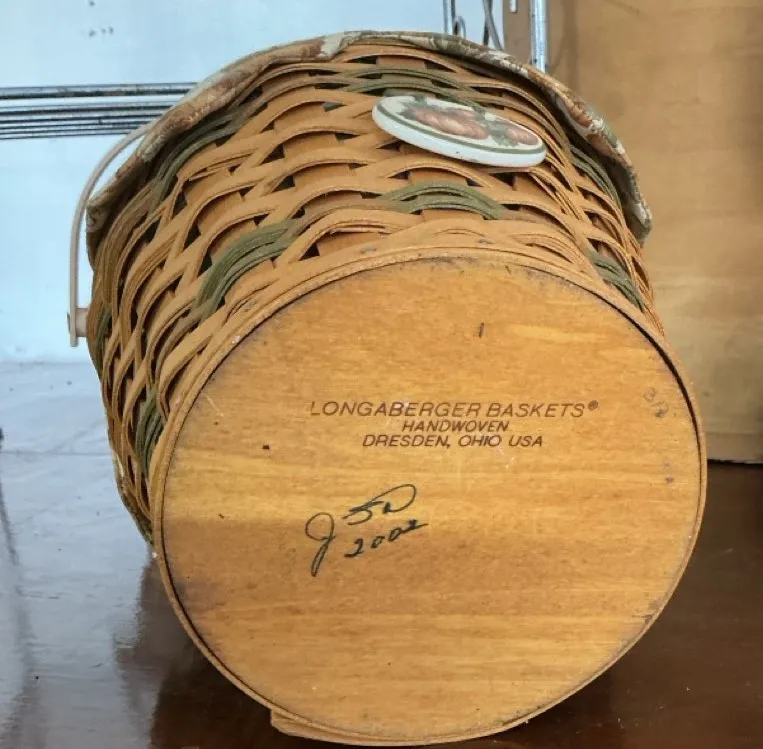 LONGABERGER BASKETS®
HANDWOVEN
DRESDEN, OHIO USA
2002